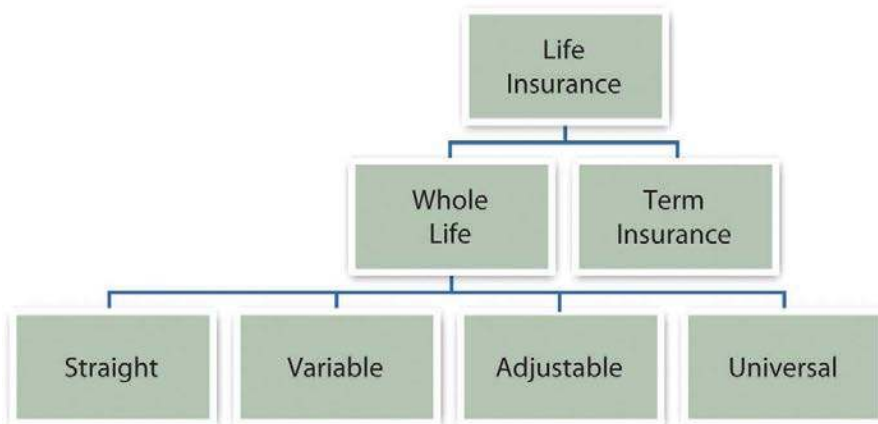 Life
Insurance
Whole
Life
Term
Insurance
Straight
Variable
Adjustable
Universal